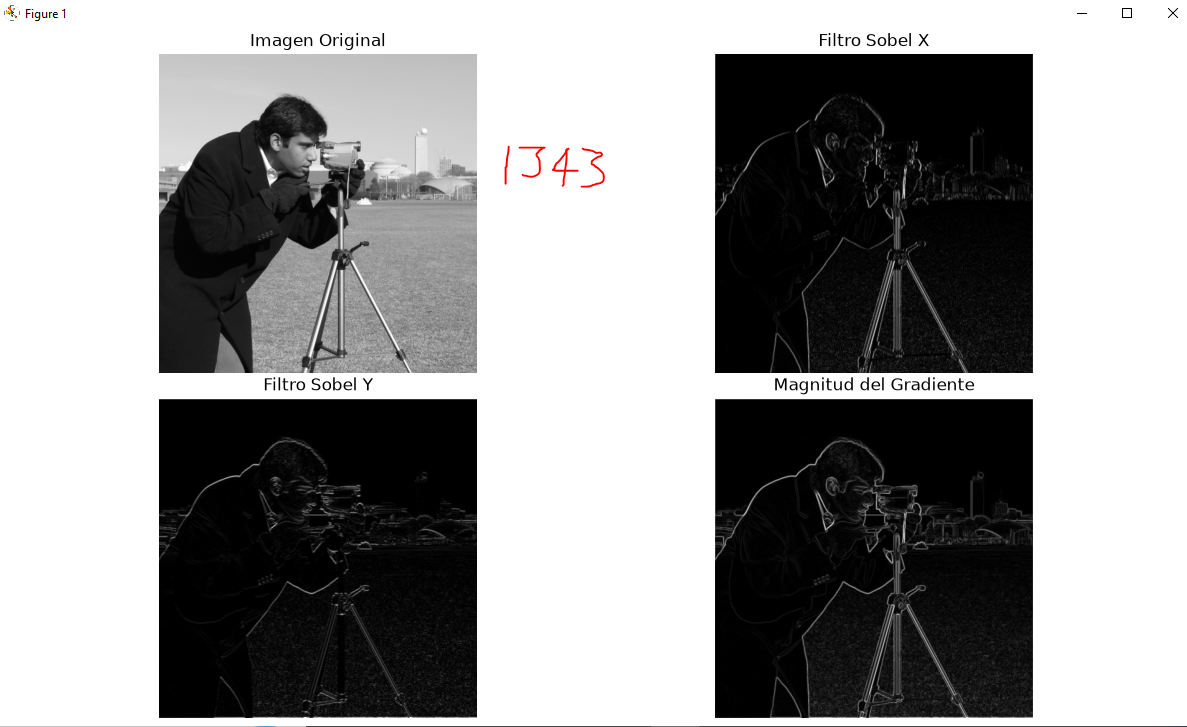 Figure 1
Imagen Original
Filtro Sobel X
1343
Filtro Sobel Y
Magnitud del Gradiente